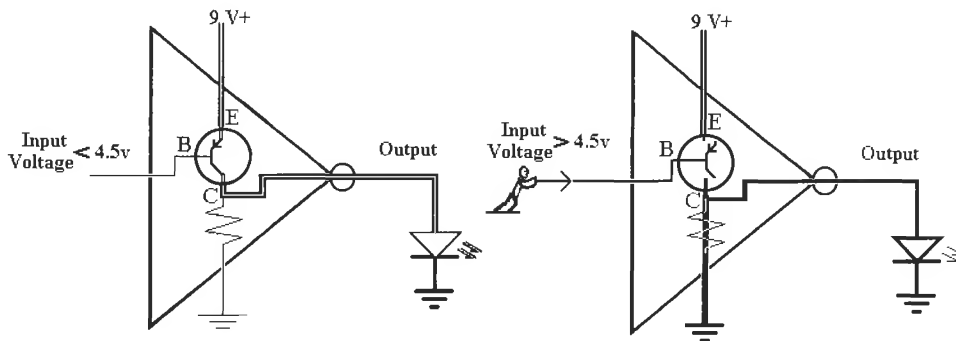 9 V+
E
B
Input
Voltage < 4.5v
C
Output
9 V+
E
B
Input
Voltage > 4.5v
C
Output